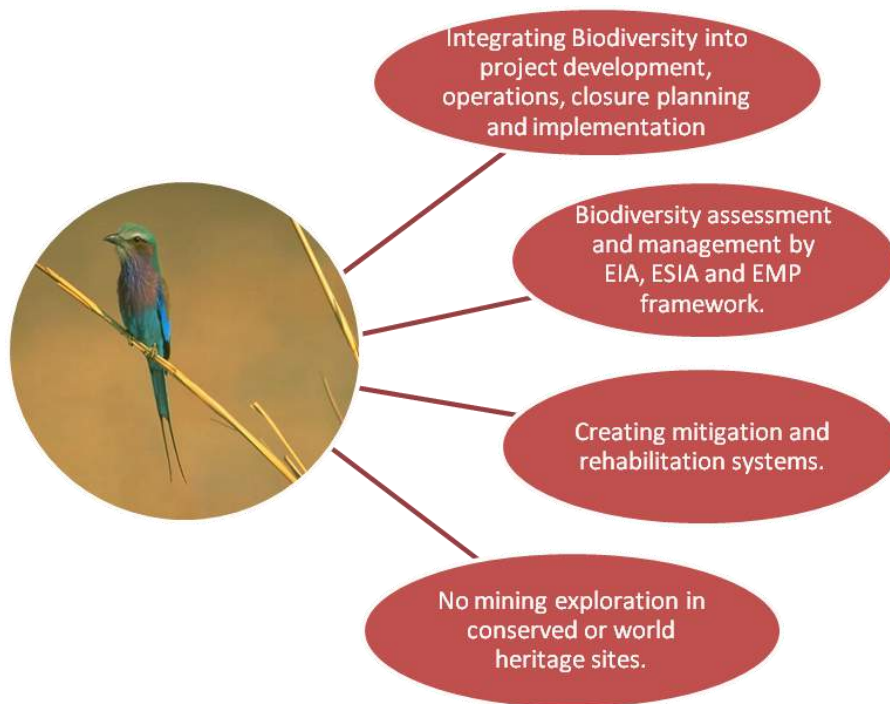 Integrating Biodiversity into
project development,
operations, closure planning
and implementation
Biodiversity assessment
and management by
EIA, ESIA and EMP
framework.
Creating mitigation and
rehabilitation systems.
No mining exploration in
conserved or world
heritage sites.